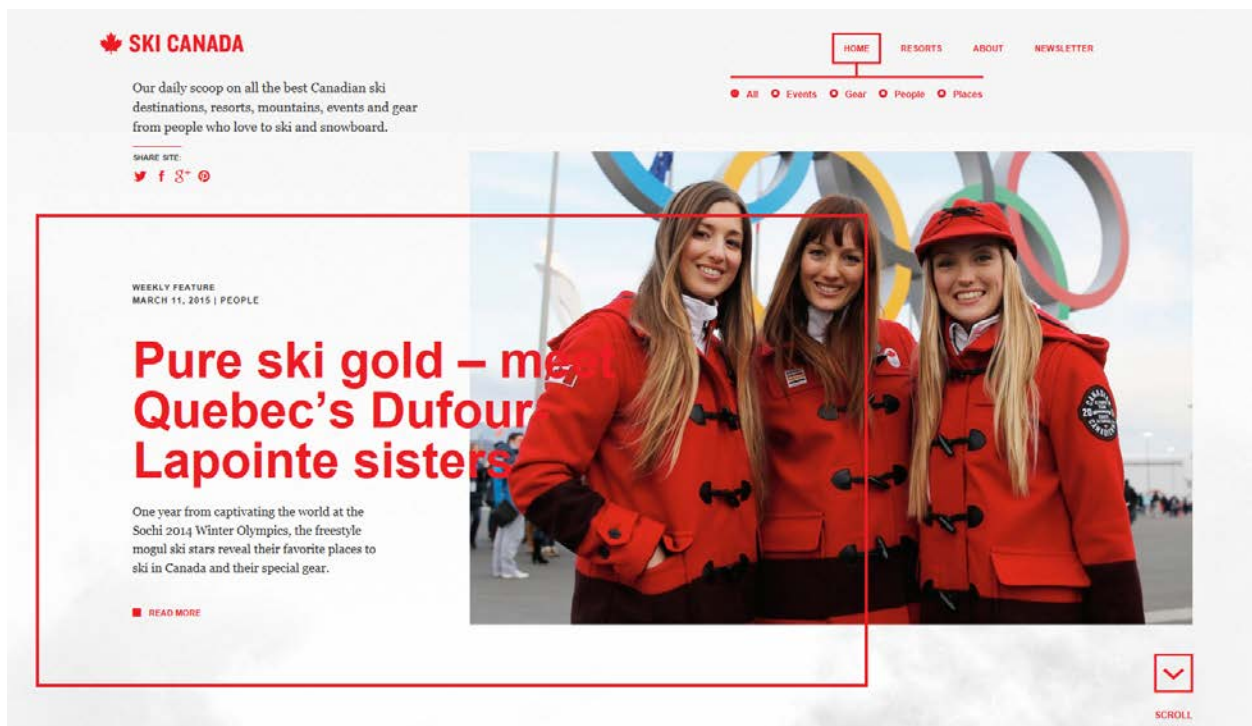 SKI CANADA
HOME RESORTS ABOUT NEWSLETTER
All Events Gear People Places
Our daily scoop on all the best Canadian ski
destinations, resorts, mountains, events and gear
from people who love to ski and snowboard.
SHARE SITE:
WEEKLY FEATURE
MARCH 11, 2015 | PEOPLE
Pure ski gold – meet
Quebec's Dufour
Lapointe sisters
One year from captivating the world at the
Sochi 2014 Winter Olympics, the freestyle
mogul ski stars reveal their favorite places to
ski in Canada and their special gear.
READ MORE
SCROLL